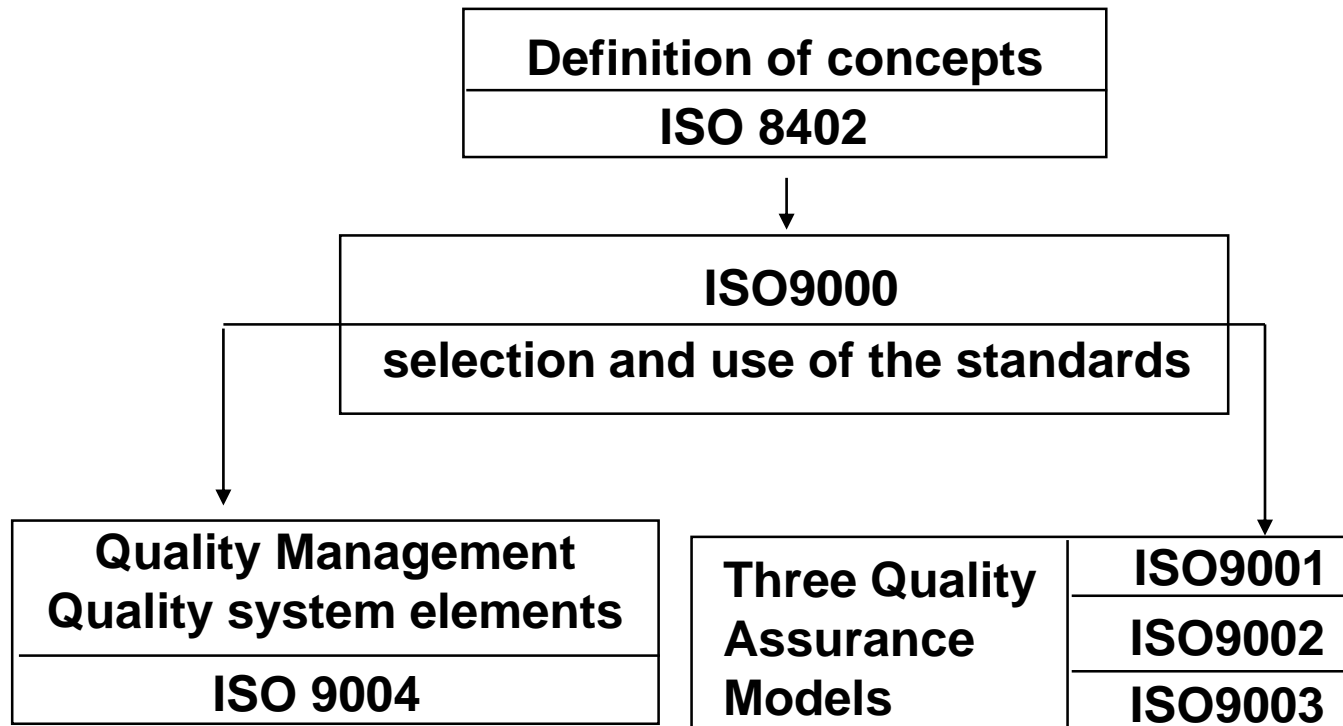 Definition of concepts
ISO 8402
ISO9000
selection and use of the standards
Quality Management
Quality system elements
ISO 9004
Three Quality
Assurance
Models
ISO9001
ISO9002
ISO9003